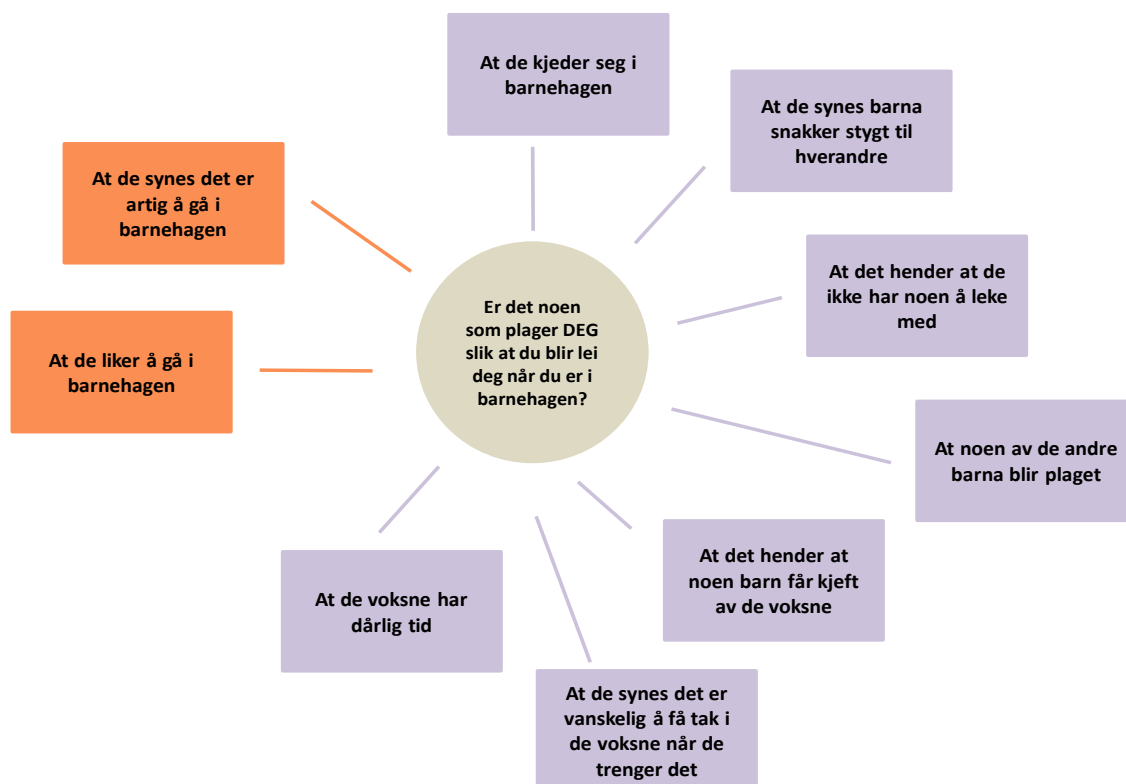 At de kjeder seg i
barnehagen
At de synes barna
snakker stygt til
hverandre
At de synes det er
artig å gå i
barnehagen
At det hender at de
ikke har noen å leke
med
Er det noen
som plager DEG
slik at du blir lei
deg når du er i
barnehagen?
At de liker å gå i
barnehagen
At noen av de andre
barna blir plaget
At det hender at
noen barn får kjeft
av de voksne
At de voksne har
dårlig tid
At de synes det er
vanskelig å få tak i
de voksne når de
trenger det